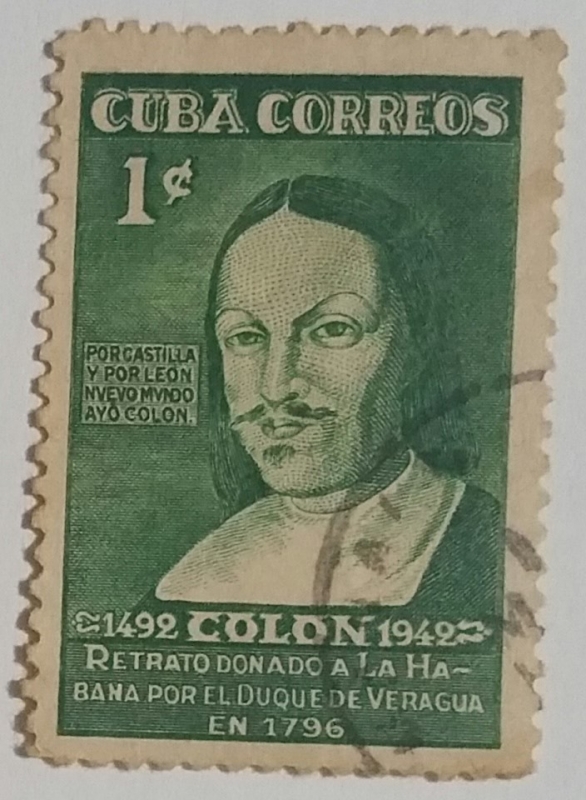 CUBA CORREOS
1¢
POR CASTILLA
Y POR LEON
NVEVO MVNDO
AYO COLON.
1492 COLON 1942
RETRATO DONADO A LA HA-
BANA POR EL DUQUE DE VERAGUA
EN 1796